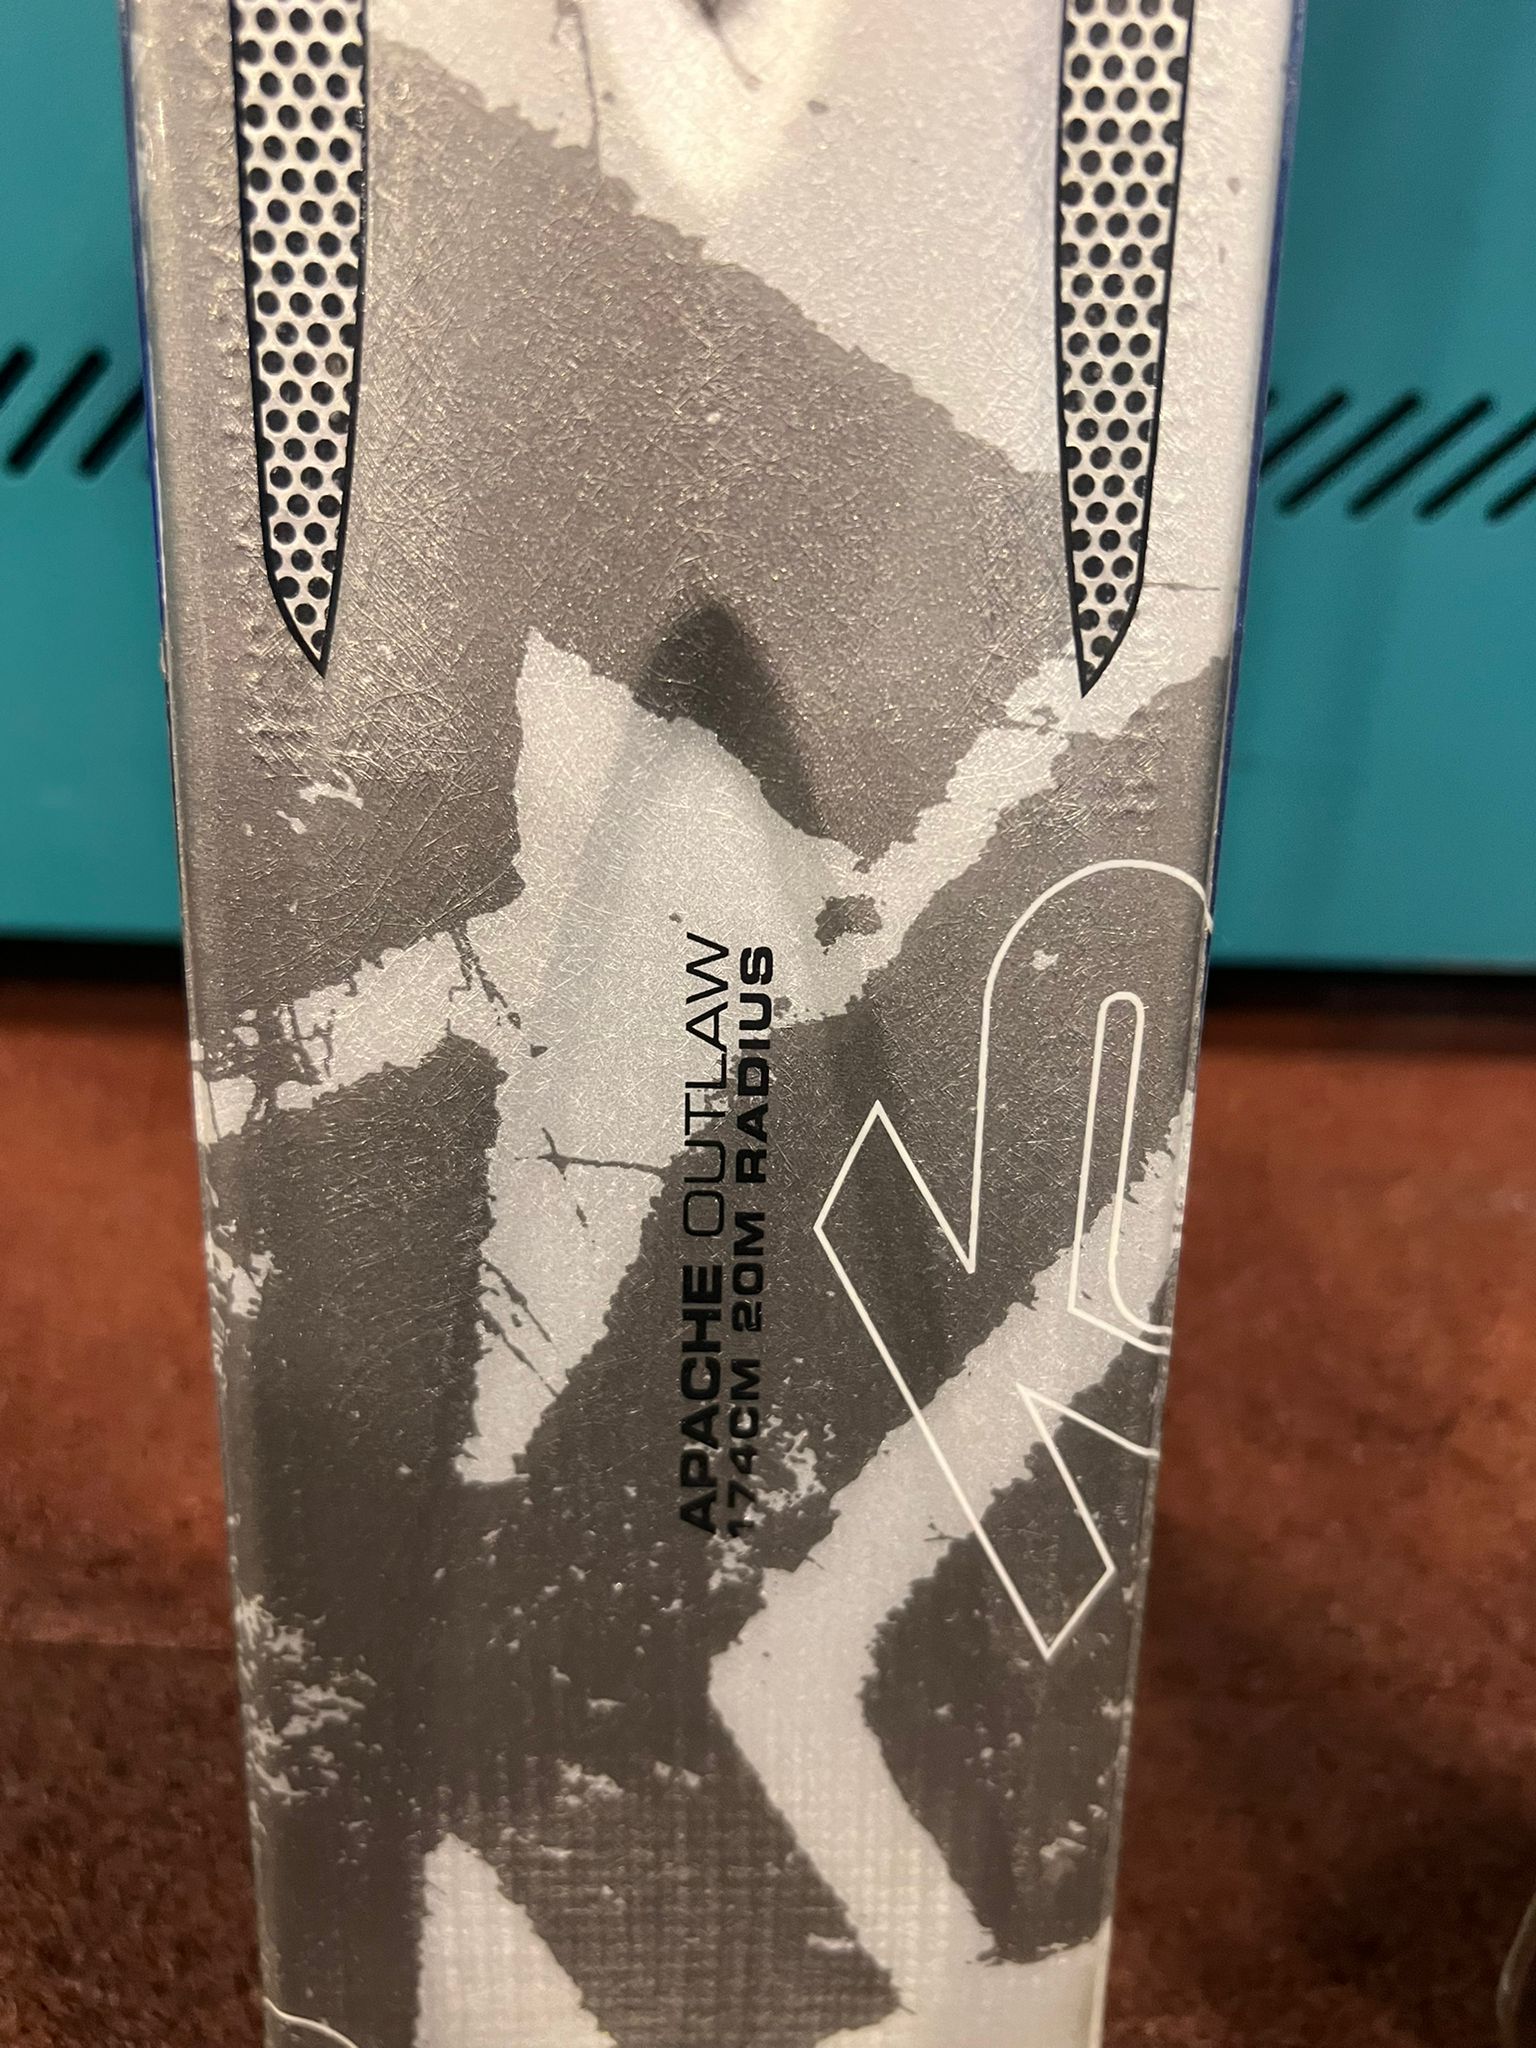 APACHE OUTLAW
174CM 20M RADIUS
K2